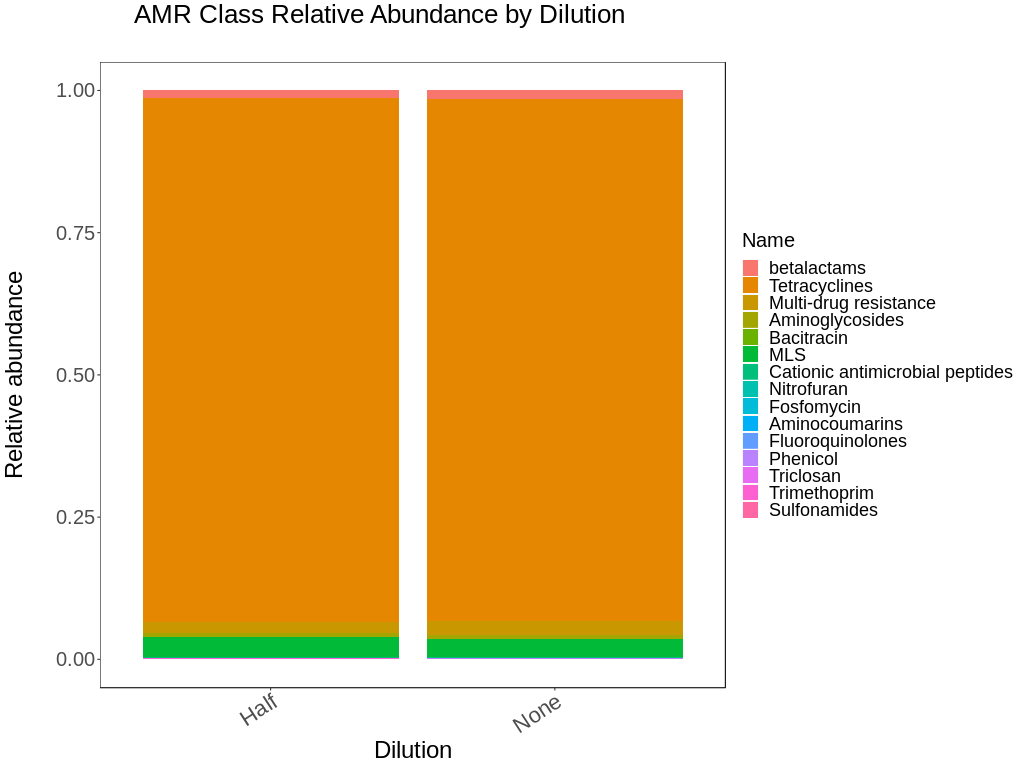 AMR Class Relative Abundance by Dilution
Relative abundance
1.00
0.75
0.50
0.25
0.00
Half
None
Dilution
Name
betalactams
Tetracyclines
Multi-drug resistance
Aminoglycosides
Bacitracin
MLS
Cationic antimicrobial peptides
Nitrofuran
Fosfomycin
Aminocoumarins
Fluoroquinolones
Phenicol
Triclosan
Trimethoprim
Sulfonamides